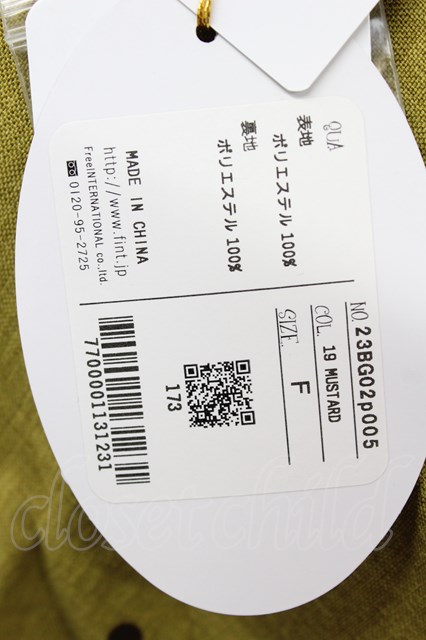 NO. 23BG02p005
COL. 19 MUSTARD
SIZE. F
173
7700001131231
QUA
表地
ポリエステル 100%
裏地
ポリエステル 100%
MADE IN CHINA
http://www.fint.jp
FreeINTERNATIONAL co.,ltd.
0120-95-2725
closet child